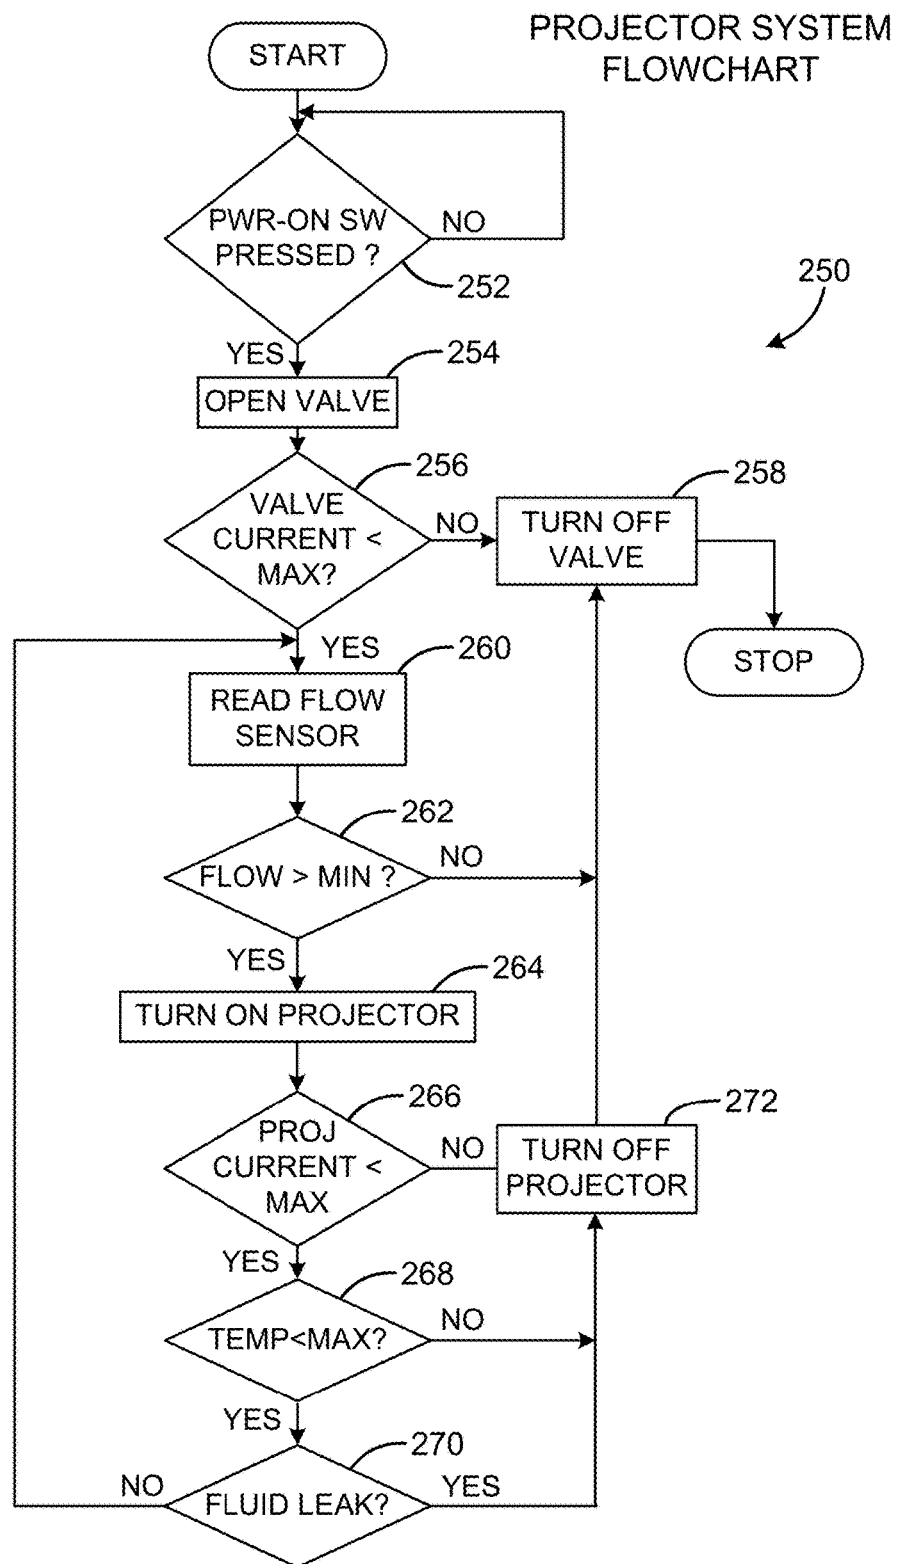 PROJECTOR SYSTEM
FLOWCHART
START
PWR-ON SW
PRESSED ?
NO
252
250
YES
254
OPEN VALVE
256
VALVE
CURRENT <
MAX?
NO
258
TURN OFF
VALVE
STOP
YES
260
READ FLOW
SENSOR
262
FLOW > MIN ?
NO
YES
264
TURN ON PROJECTOR
266
PROJ
CURRENT <
MAX
NO
272
TURN OFF
PROJECTOR
YES
268
TEMP<MAX?
NO
YES
270
NO
FLUID LEAK?
YES